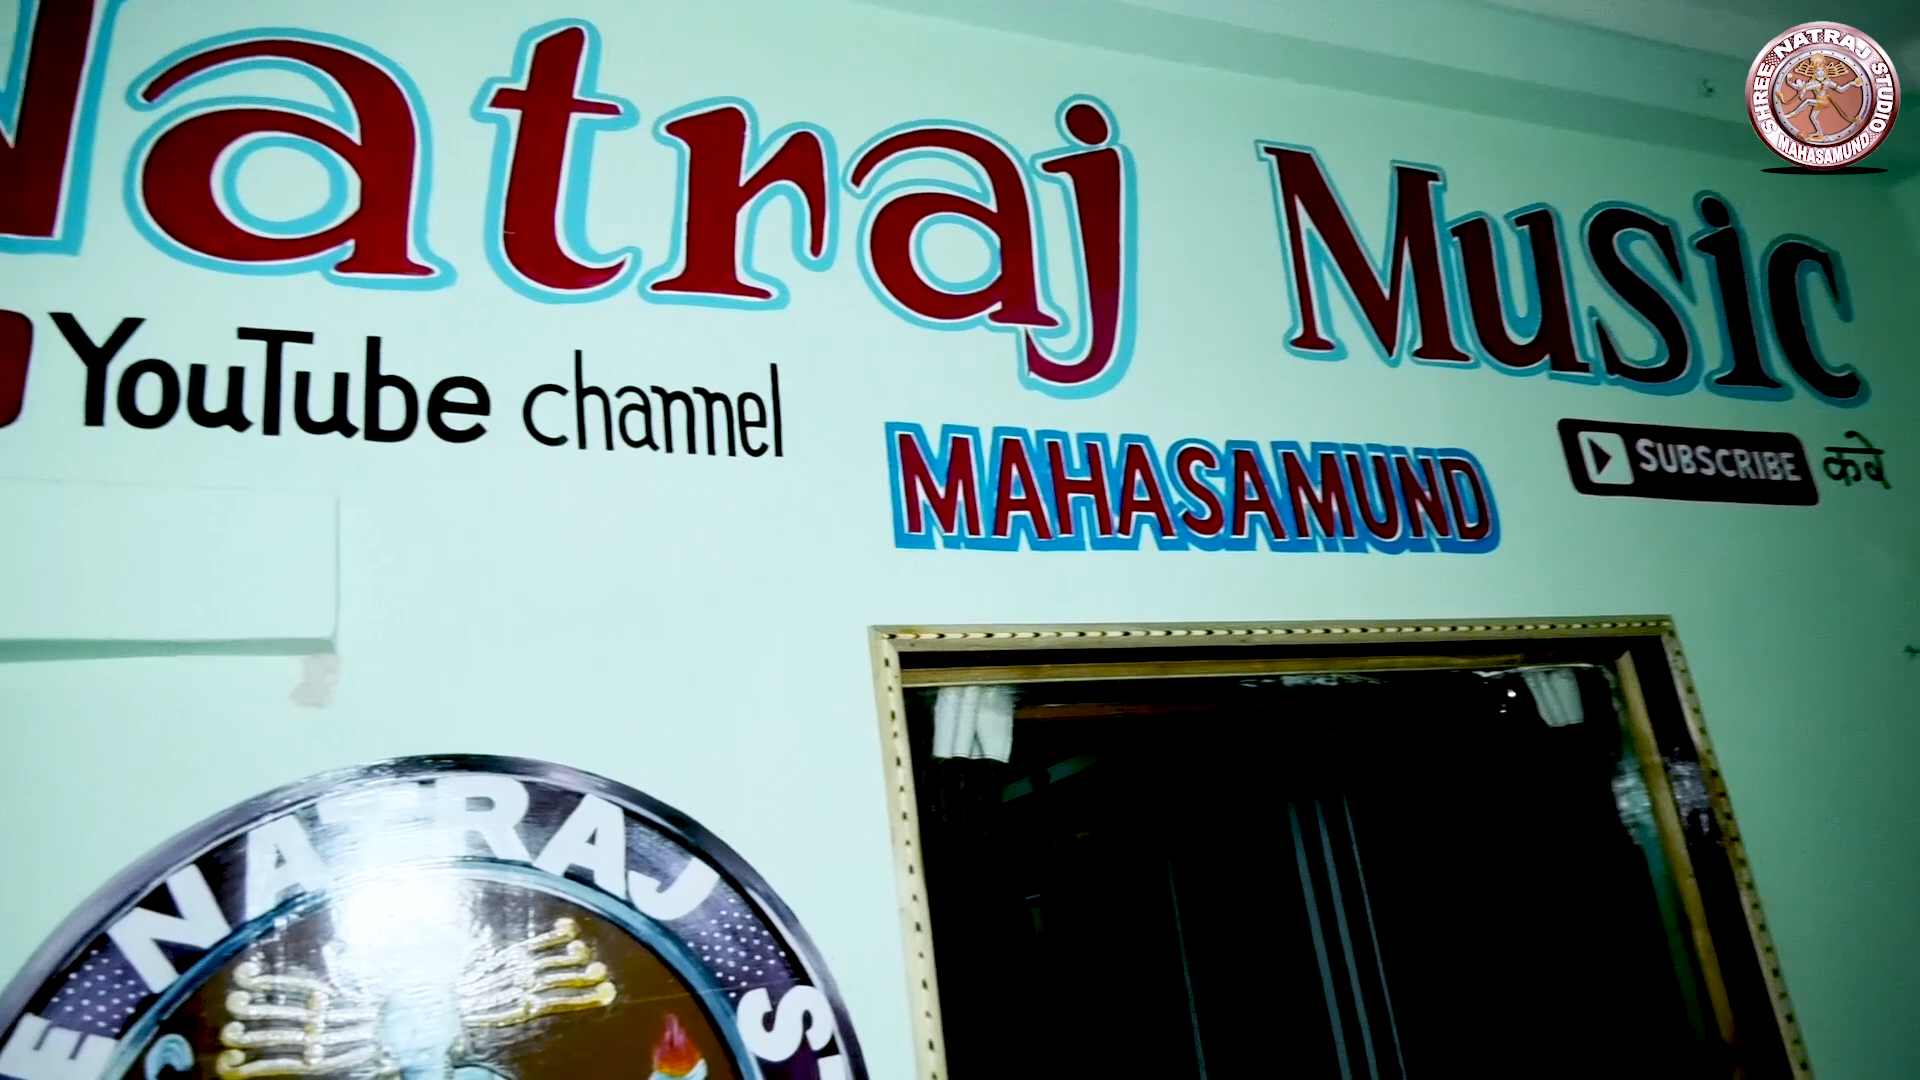 Natraj Music
YouTube channel
MAHASAMUND
SUBSCRIBE करे
NATRAJ
SHREE NATRAJ STUDIO
MAHASAMUND